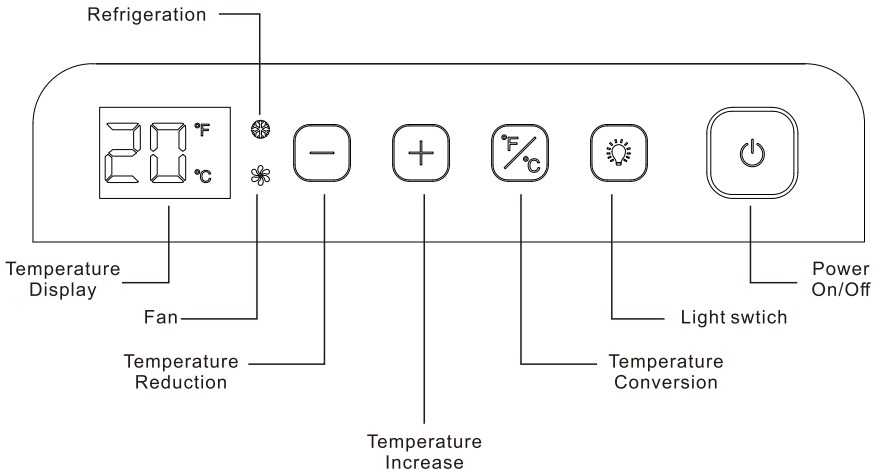 Refrigeration
20 °F
°C
°F/°C
Temperature
Display
Power
On/Off
Fan
Light swtich
Temperature
Reduction
Temperature
Conversion
Temperature
Increase